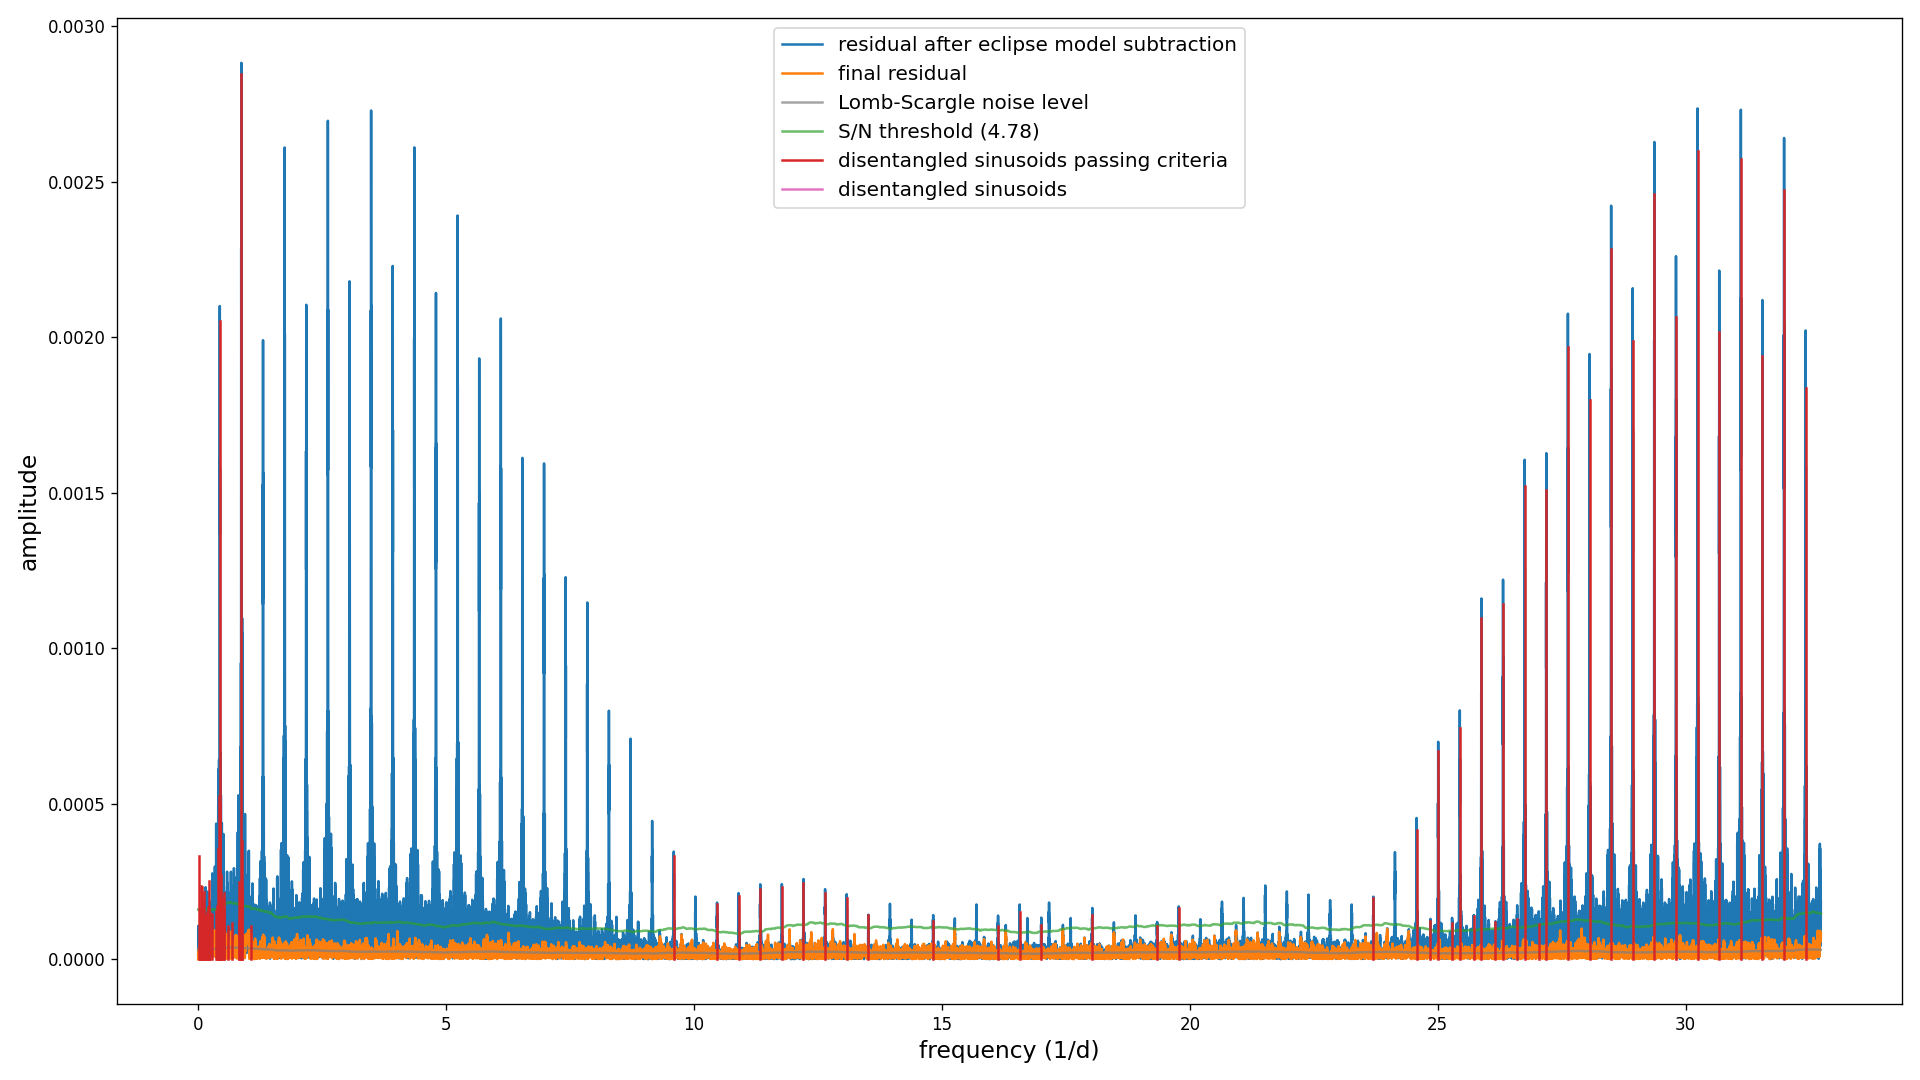 residual after eclipse model subtraction
final residual
Lomb-Scargle noise level
S/N threshold (4.78)
disentangled sinusoids passing criteria
disentangled sinusoids
0.0030
0.0025
0.0020
0.0015
0.0010
0.0005
0.0000
amplitude
0 5 10 15 20 25 30
frequency (1/d)